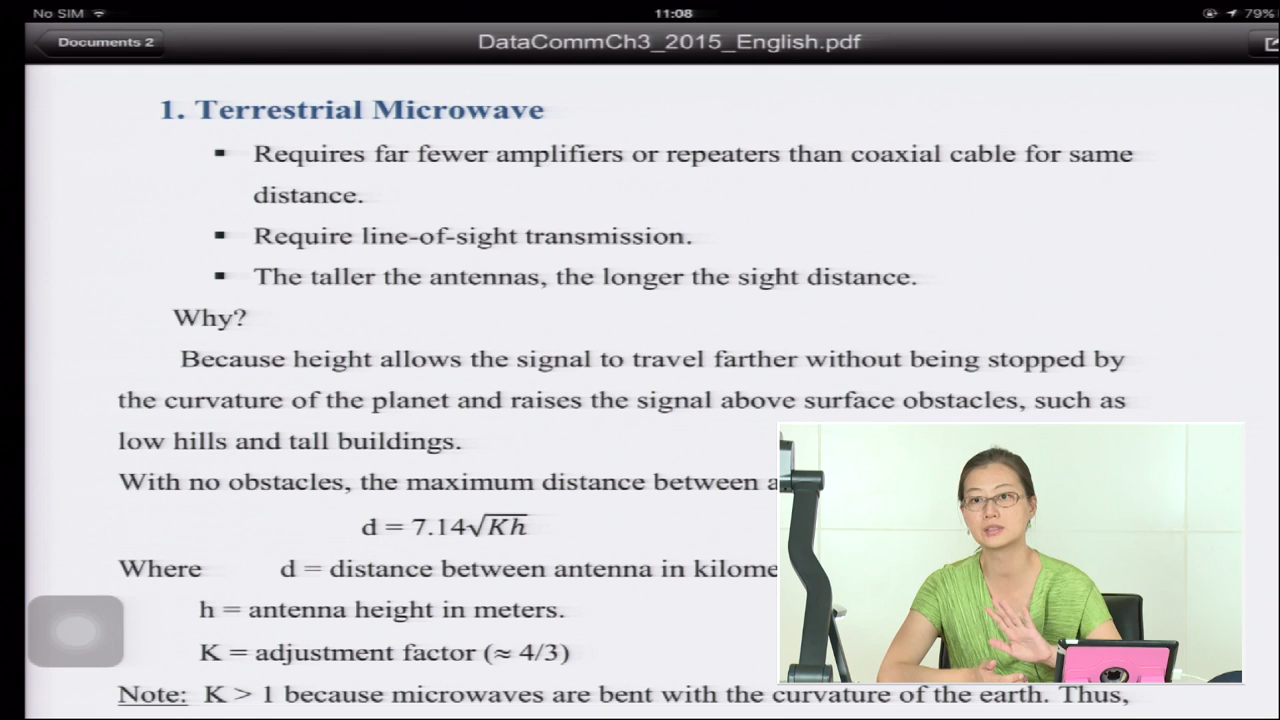 No SIM 11:08 79%
Documents 2 DataCommCh3_2015_English.pdf
1. Terrestrial Microwave
▪ Requires far fewer amplifiers or repeaters than coaxial cable for same
distance.
▪ Require line-of-sight transmission.
▪ The taller the antennas, the longer the sight distance.
Why?
Because height allows the signal to travel farther without being stopped by
the curvature of the planet and raises the signal above surface obstacles, such as
low hills and tall buildings.
With no obstacles, the maximum distance between a
d = 7.14√Kh
Where d = distance between antenna in kilome
h = antenna height in meters.
K = adjustment factor (≈ 4/3)
Note: K > 1 because microwaves are bent with the curvature of the earth. Thus,